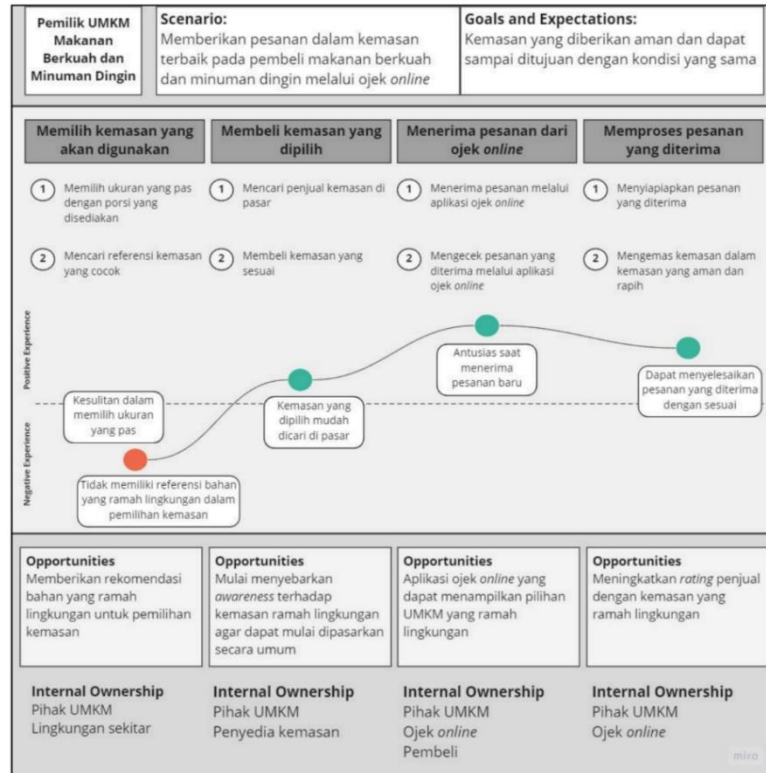 Pemilik UMKM
Makanan
Berkuah dan
Minuman Dingin
Scenario:
Memberikan pesanan dalam kemasan
terbaik pada pembeli makanan berkuah
dan minuman dingin melalui ojek online
Goals and Expectations:
Kemasan yang diberikan aman dan dapat
sampai ditujuan dengan kondisi yang sama
Memilih kemasan yang
akan digunakan
Membeli kemasan yang
dipilih
Menerima pesanan dari
ojek online
Memproses pesanan
yang diterima
1
Memilih ukuran yang pas
dengan porsi yang
disediakan
1
Mencari penjual kemasan di
pasar
1
Menerima pesanan melalui
aplikasi ojek online
1
Menyiapiapkan pesanan
yang diterima
2
Mencari referensi kemasan
yang cocok
2
Membeli kemasan yang
sesuai
2
Mengecek pesanan yang
diterima melalui aplikasi
ojek online
2
Mengemas kemasan dalam
kemasan yang aman dan
rapih
Positive Experience
Negative Experience
Kesulitan dalam
memilih ukuran
yang pas
Tidak memiliki referensi bahan
yang ramah lingkungan dalam
pemilihan kemasan
Kemasan yang
dipilih mudah
dicari di pasar
Antusias saat
menerima
pesanan baru
Dapat menyelesaikan
pesanan yang diterima
dengan sesuai
Opportunities
Memberikan rekomendasi
bahan yang ramah
lingkungan untuk pemilihan
kemasan
Opportunities
Mulai menyebarkan
awareness terhadap
kemasan ramah lingkungan
agar dapat mulai dipasarkan
secara umum
Opportunities
Aplikasi ojek online yang
dapat menampilkan pilihan
UMKM yang ramah
lingkungan
Opportunities
Meningkatkan rating penjual
dengan kemasan yang
ramah lingkungan
Internal Ownership
Pihak UMKM
Lingkungan sekitar
Internal Ownership
Pihak UMKM
Penyedia kemasan
Internal Ownership
Pihak UMKM
Ojek online
Pembeli
Internal Ownership
Pihak UMKM
Ojek online
miro